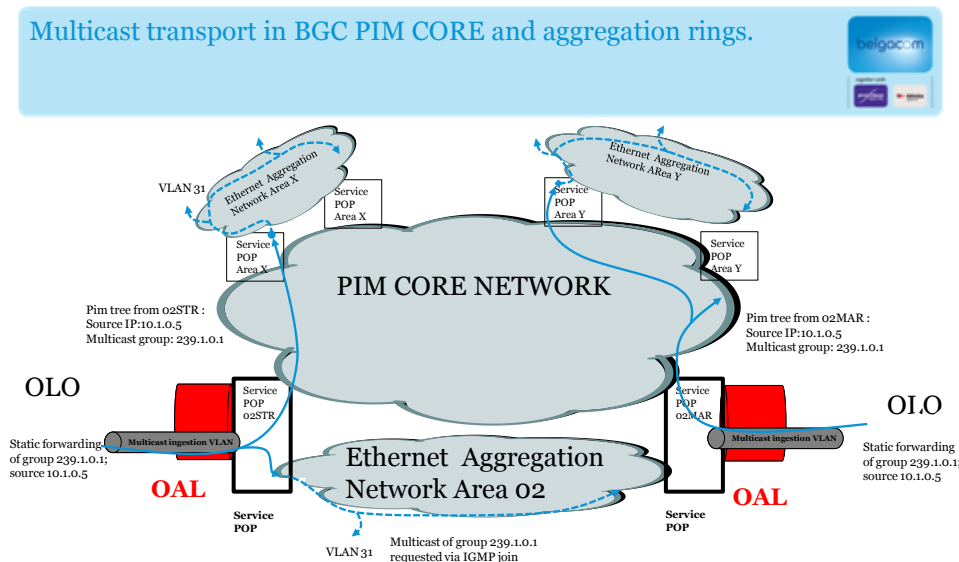 Multicast transport in BGC PIM CORE and aggregation rings.
belgacom
Ethernet Aggregation
Network Area X
VLAN 31
Service
POP
Area X
Service
POP
Area X
Ethernet Aggregation
Network ARea Y
Service
POP
Area Y
Service
POP
Area Y
PIM CORE NETWORK
Pim tree from 02STR :
Source IP:10.1.0.5
Multicast group: 239.1.0.1
Pim tree from 02MAR :
Source IP:10.1.0.5
Multicast group: 239.1.0.1
OLO
Service
POP
02STR
Multicast ingestion VLAN
Static forwarding
of group 239.1.0.1;
source 10.1.0.5
OAL
Service
POP
Ethernet Aggregation
Network Area 02
VLAN 31
Multicast of group 239.1.0.1
requested via IGMP join
Service
POP
02MAR
Multicast ingestion VLAN
OLO
Static forwarding
of group 239.1.0.1;
source 10.1.0.5
OAL
Service
POP